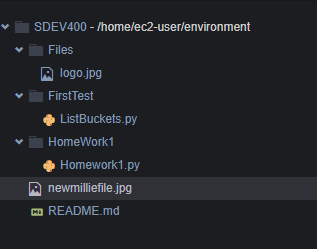 SDEV400 - /home/ec2-user/environment
Files
logo.jpg
FirstTest
ListBuckets.py
HomeWork1
Homework1.py
newmilliefile.jpg
README.md